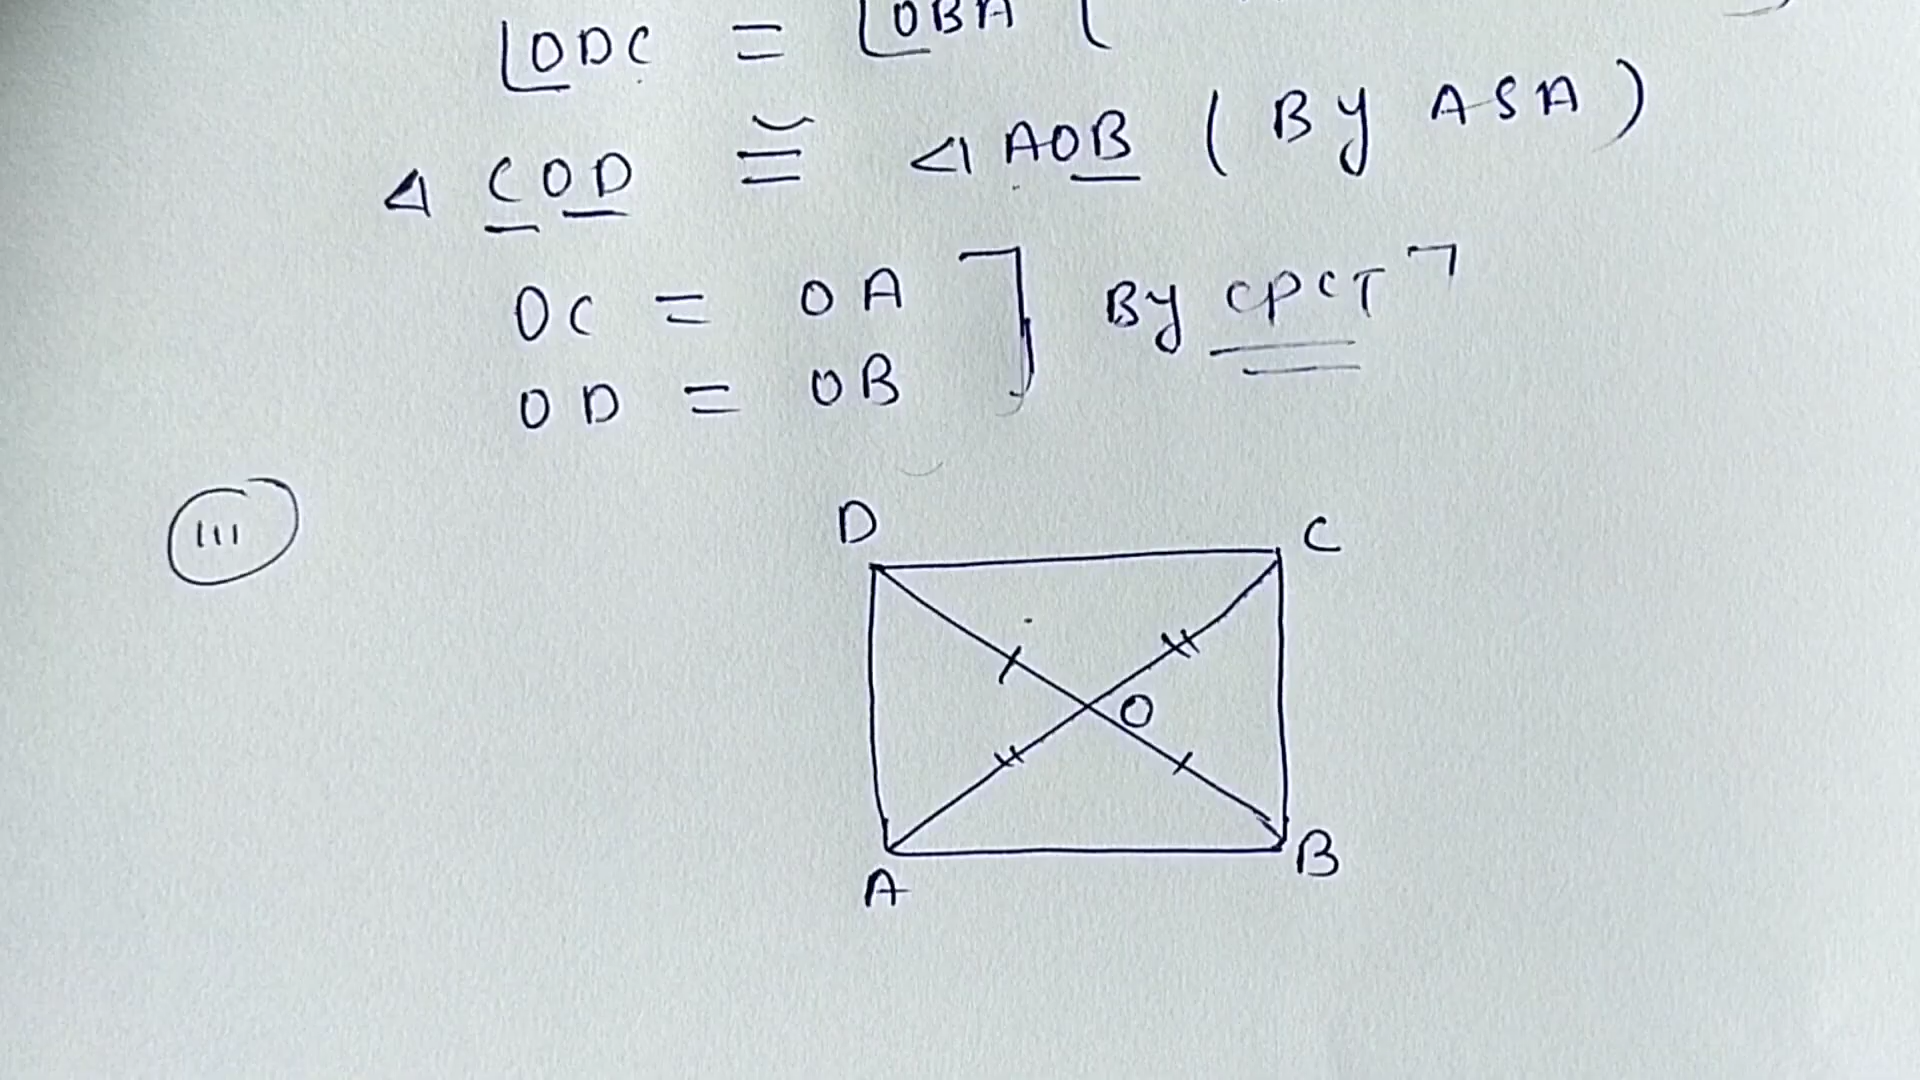 ∠ODC = ∠OBA (
△ COD ≅ △ AOB ( By ASA )
OC = OA ] By CPCT
OD = OB
III
D C
O
A B